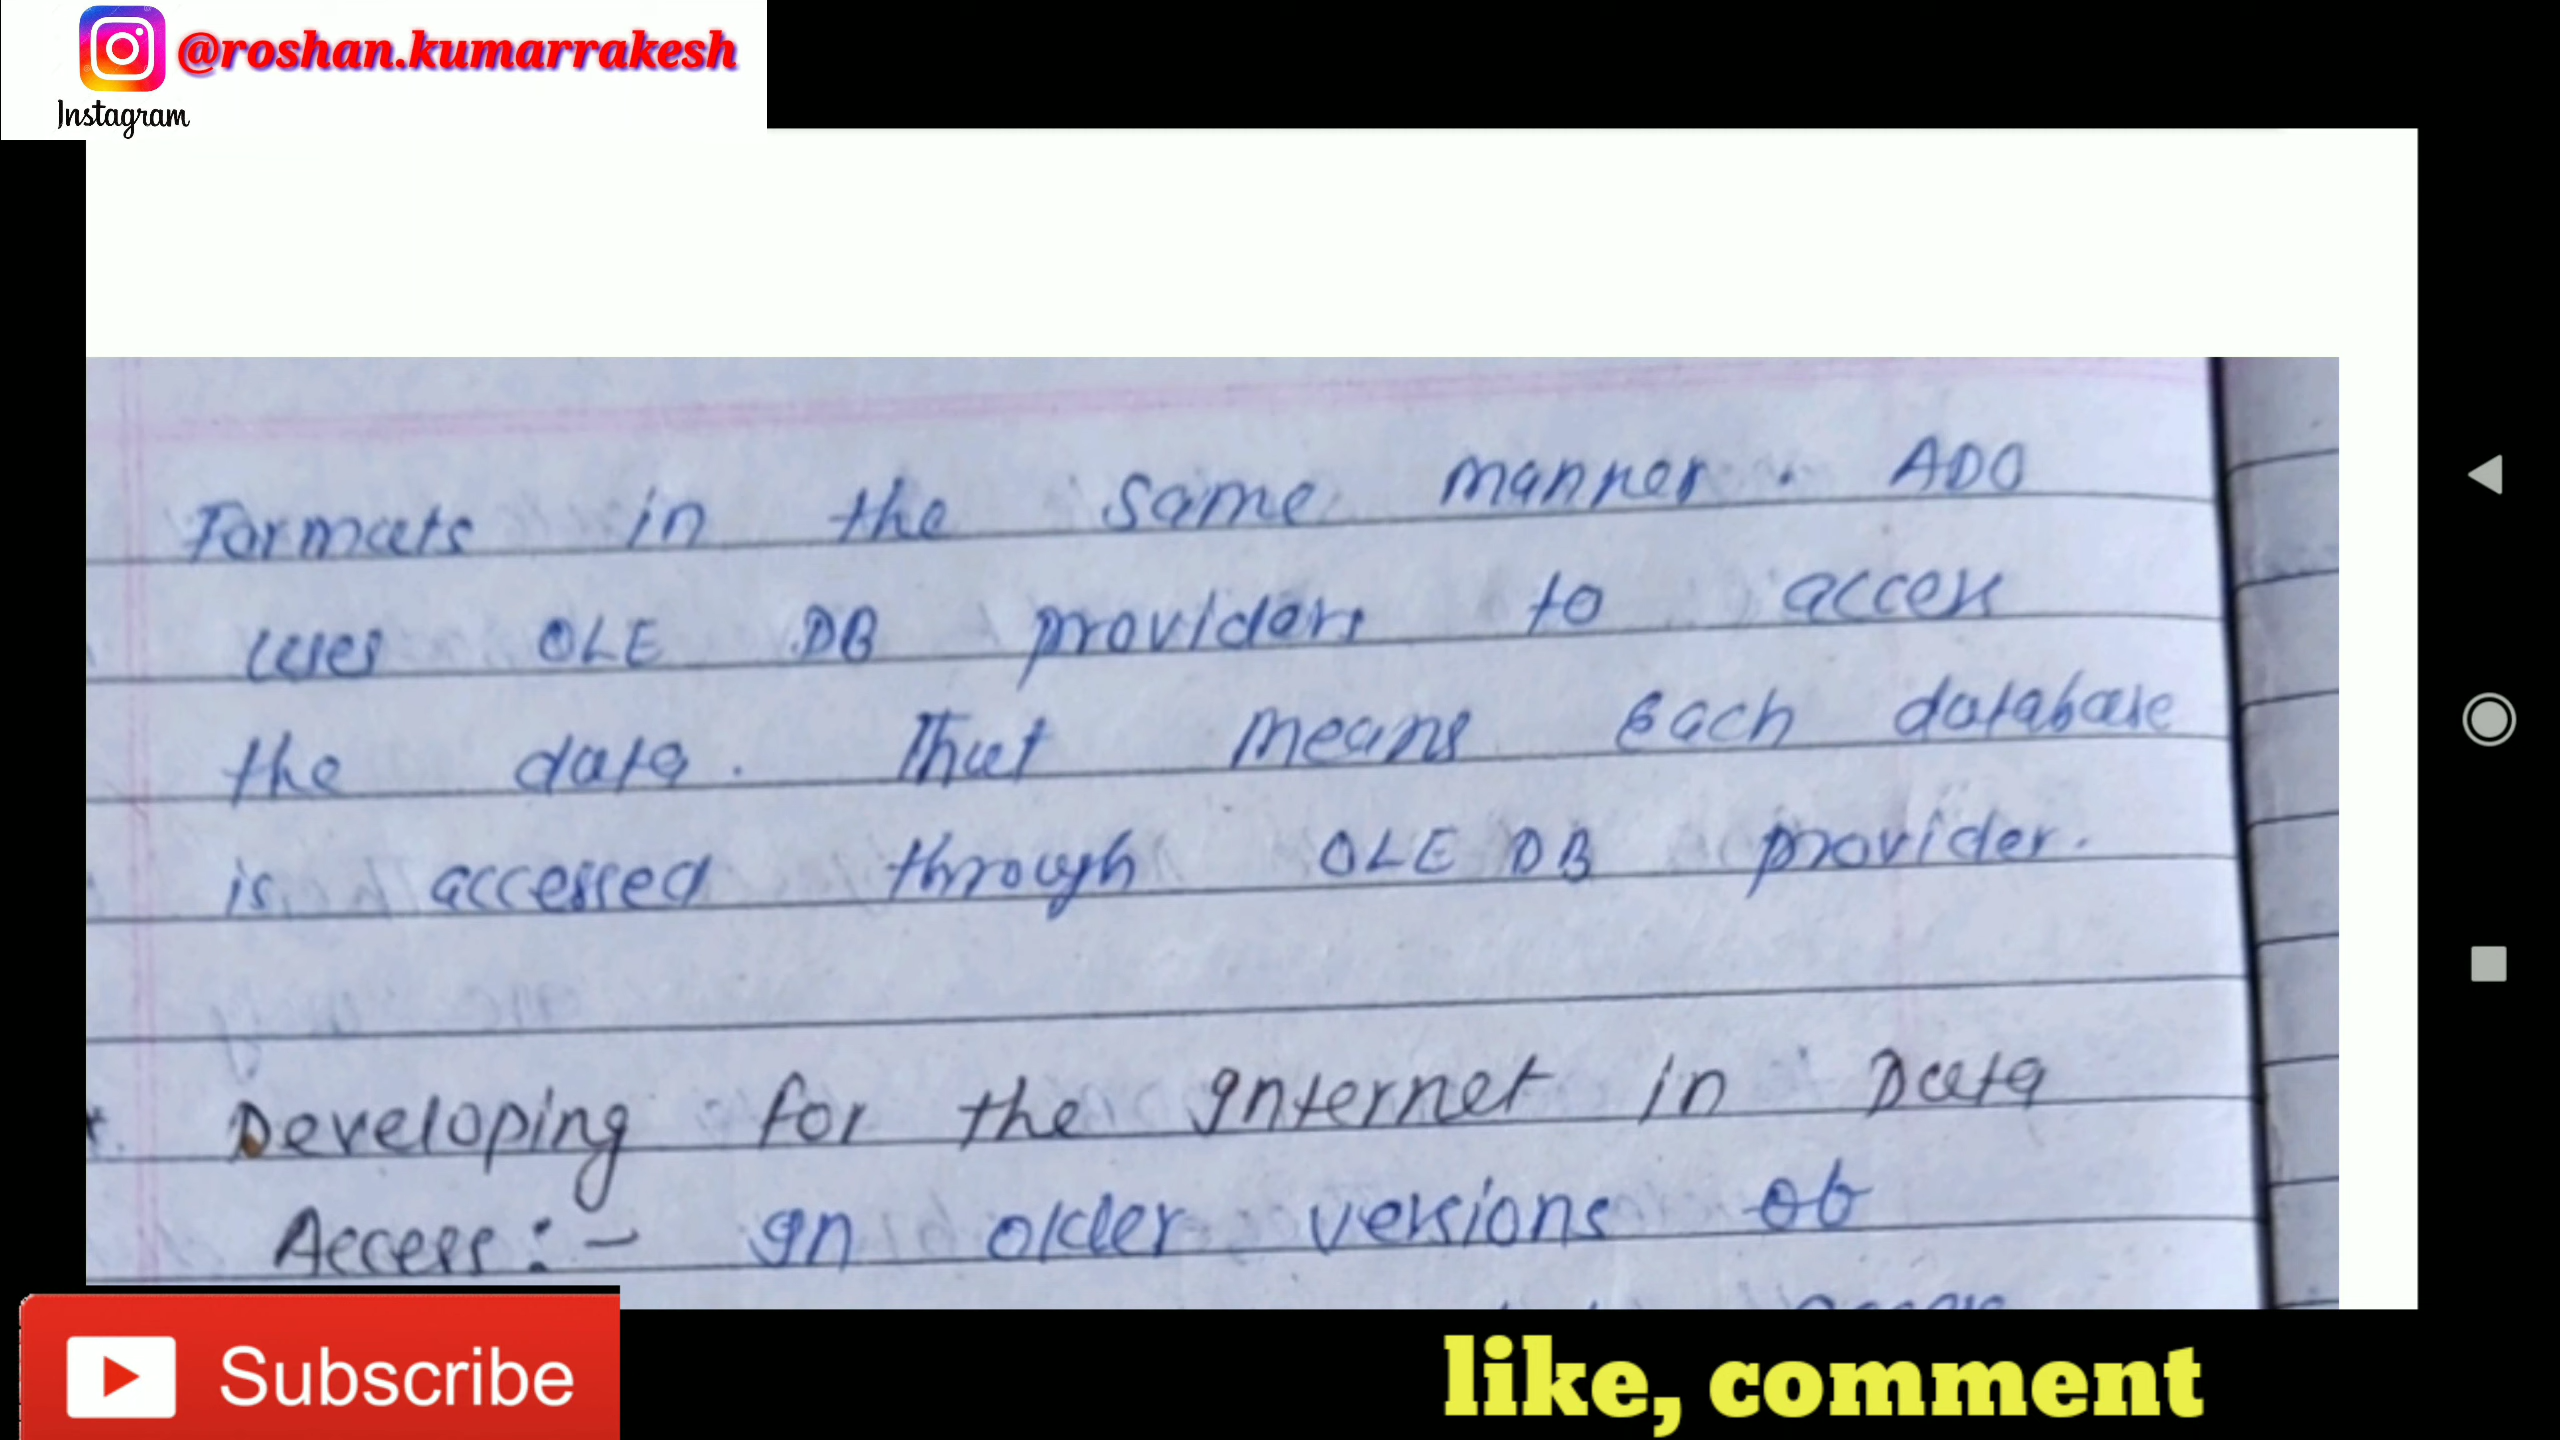 @roshan.kumarrakesh
Instagram
Formats in the same manner. ADO
uses OLE DB providers to access
the data. That means Each database
is accessed through OLE DB provider.
Developing for the Internet in Data
Access:- In older versions of
Subscribe
like, comment